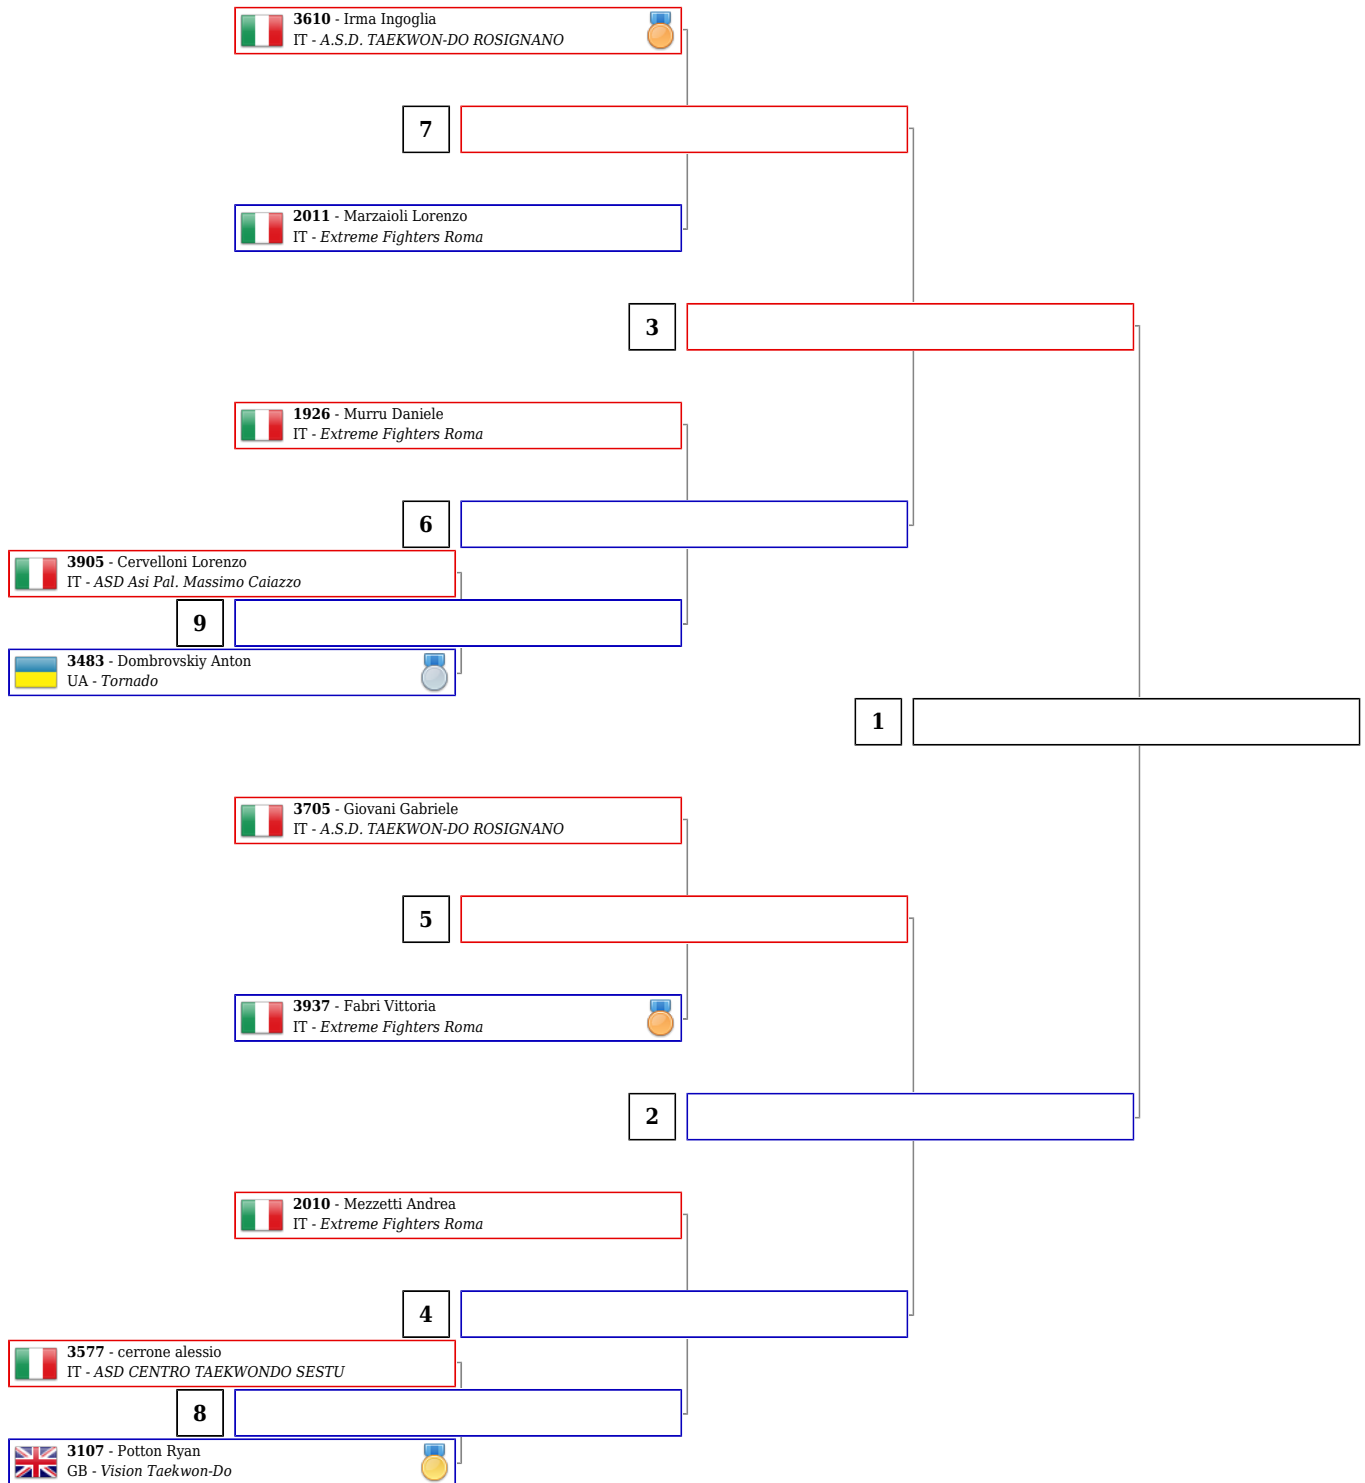 3610 - Irma Ingoglia
IT - A.S.D. TAEKWON-DO ROSIGNANO
7
2011 - Marzaioli Lorenzo
IT - Extreme Fighters Roma
3
1926 - Murru Daniele
IT - Extreme Fighters Roma
6
3905 - Cervelloni Lorenzo
IT - ASD Asi Pal. Massimo Caiazzo
9
3483 - Dombrovskiy Anton
UA - Tornado
1
3705 - Giovani Gabriele
IT - A.S.D. TAEKWON-DO ROSIGNANO
5
3937 - Fabri Vittoria
IT - Extreme Fighters Roma
2
2010 - Mezzetti Andrea
IT - Extreme Fighters Roma
4
3577 - cerrone alessio
IT - ASD CENTRO TAEKWONDO SESTU
8
3107 - Potton Ryan
GB - Vision Taekwon-Do